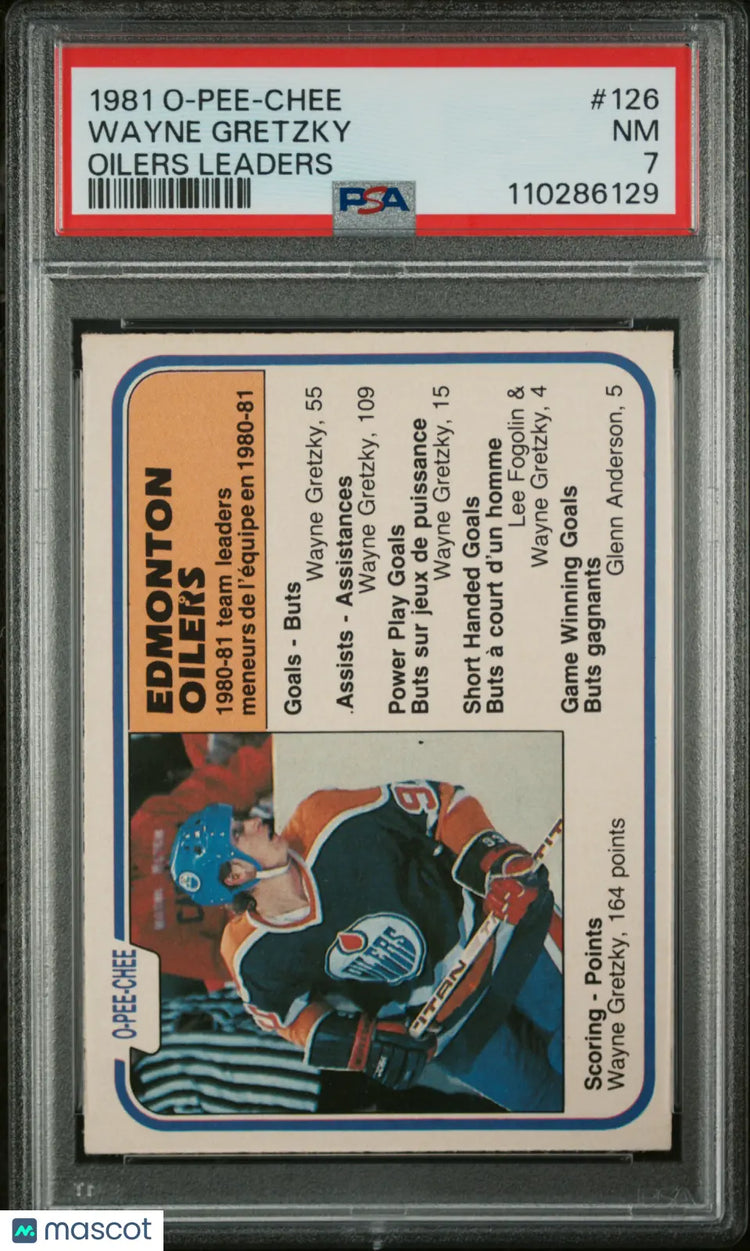 1981 O-PEE-CHEE #126
WAYNE GRETZKY NM
OILERS LEADERS 7
PSA 110286129
O-PEE-CHEE
EDMONTON
OILERS
1980-81 team leaders
meneurs de l'équipe en 1980-81
Goals - Buts
Wayne Gretzky, 55
.Assists - Assistances
Wayne Gretzky, 109
Power Play Goals
Buts sur jeux de puissance
Wayne Gretzky, 15
Short Handed Goals
Buts à court d'un homme
Lee Fogolin &
Wayne Gretzky, 4
Game Winning Goals
Buts gagnants
Glenn Anderson, 5
Scoring - Points
Wayne Gretzky, 164 points
OILERS
TITAN
mascot